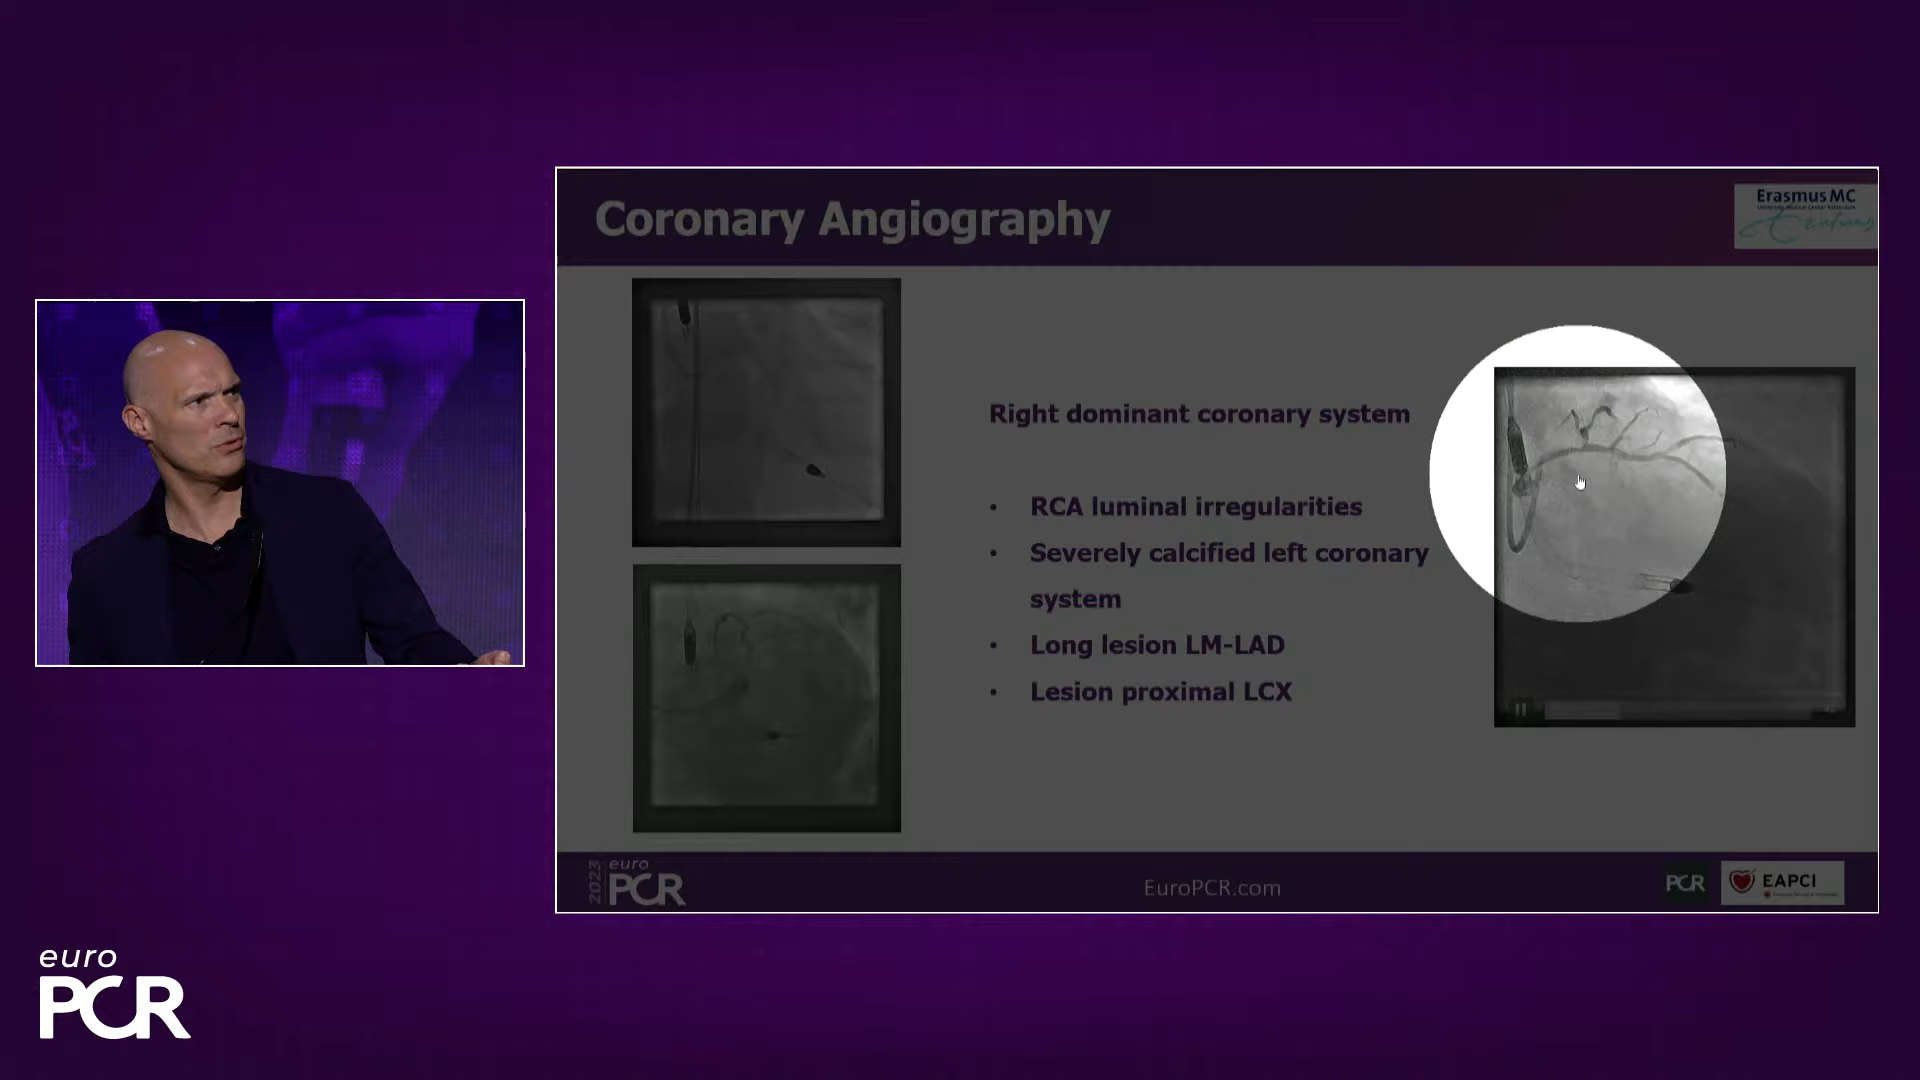 Coronary Angiography
Erasmus MC
Right dominant coronary system
• RCA luminal irregularities
• Severely calcified left coronary
system
• Long lesion LM-LAD
• Lesion proximal LCX
2023
euro
PCR
EuroPCR.com
PCR
EAPCI
euro
PCR